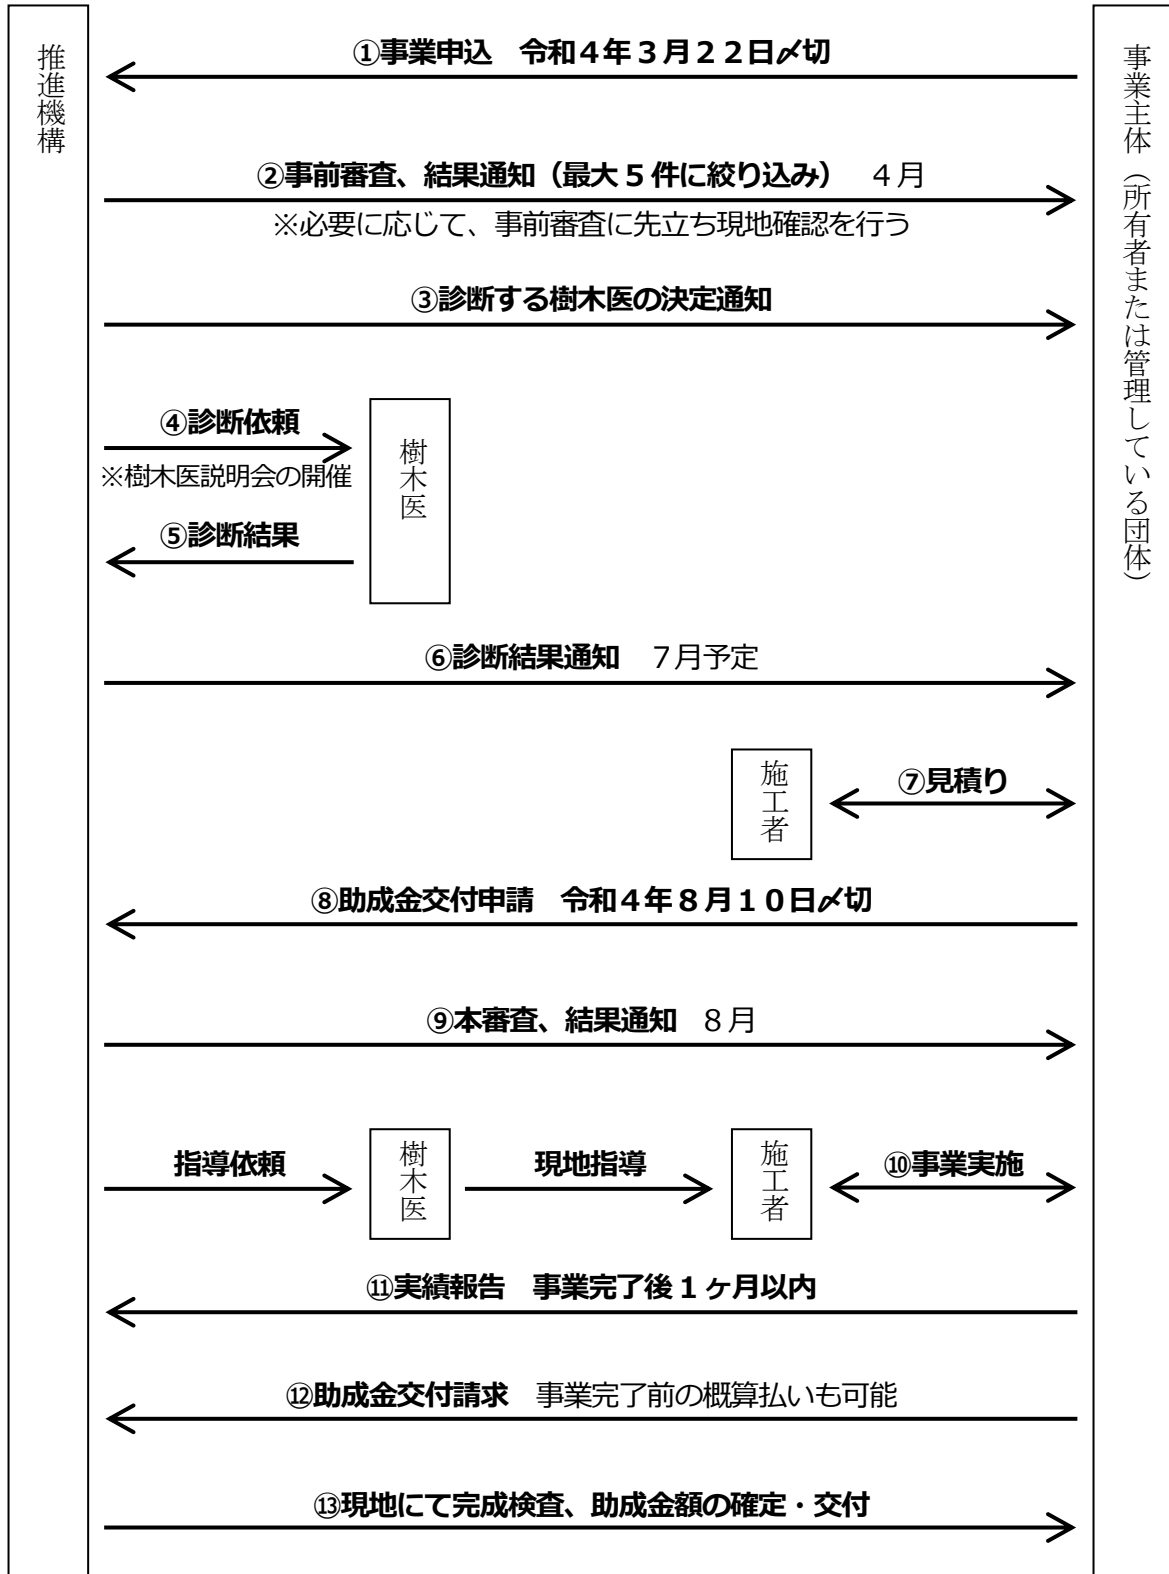 推進機構
事業主体（所有者または管理している団体）
①事業申込　令和４年３月２２日〆切
②事前審査、結果通知（最大５件に絞り込み）　４月
※必要に応じて、事前審査に先立ち現地確認を行う
③診断する樹木医の決定通知
④診断依頼
※樹木医説明会の開催
樹木医
⑤診断結果
⑥診断結果通知　７月予定
施工者
⑦見積り
⑧助成金交付申請　令和４年８月１０日〆切
⑨本審査、結果通知　８月
指導依頼
樹木医
現地指導
施工者
⑩事業実施
⑪実績報告　事業完了後１ヶ月以内
⑫助成金交付請求　事業完了前の概算払いも可能
⑬現地にて完成検査、助成金額の確定・交付